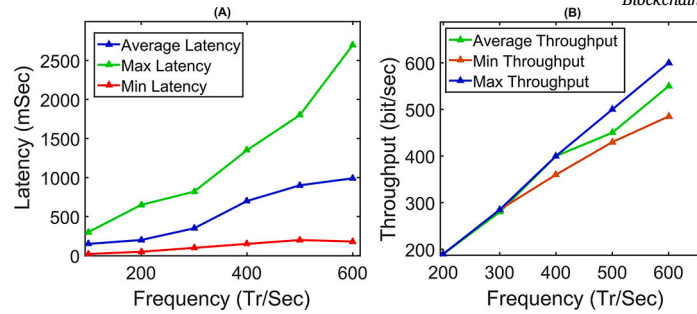 Blockchain
(A)
Average Latency
Max Latency
Min Latency
Latency (mSec)
2500
2000
1500
1000
500
0
200
400
600
Frequency (Tr/Sec)
(B)
Average Throughput
Min Throughput
Max Throughput
Throughput (bit/sec)
600
500
400
300
200
200
300
400
500
600
Frequency (Tr/Sec)